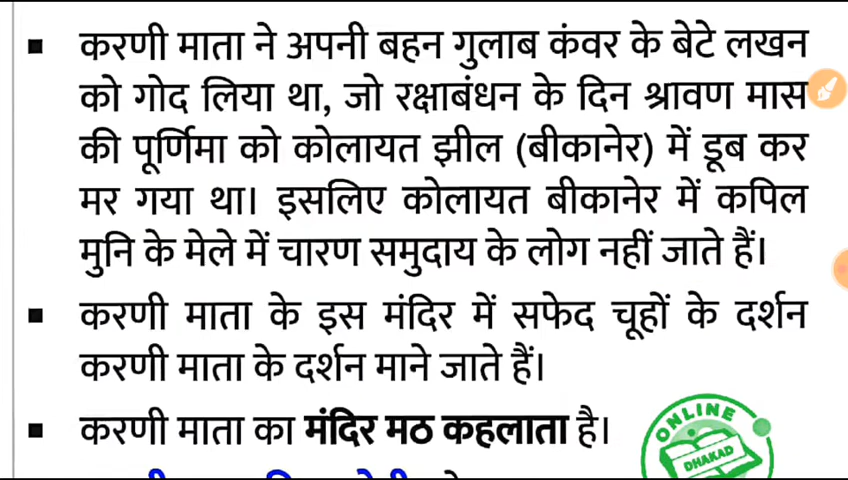 ▪ करणी माता ने अपनी बहन गुलाब कंवर के बेटे लखन
को गोद लिया था, जो रक्षाबंधन के दिन श्रावण मास
की पूर्णिमा को कोलायत झील (बीकानेर) में डूब कर
मर गया था। इसलिए कोलायत बीकानेर में कपिल
मुनि के मेले में चारण समुदाय के लोग नहीं जाते हैं।
▪ करणी माता के इस मंदिर में सफेद चूहों के दर्शन
करणी माता के दर्शन माने जाते हैं।
▪ करणी माता का मंदिर मठ कहलाता है।
ONLINE
DHAKAD